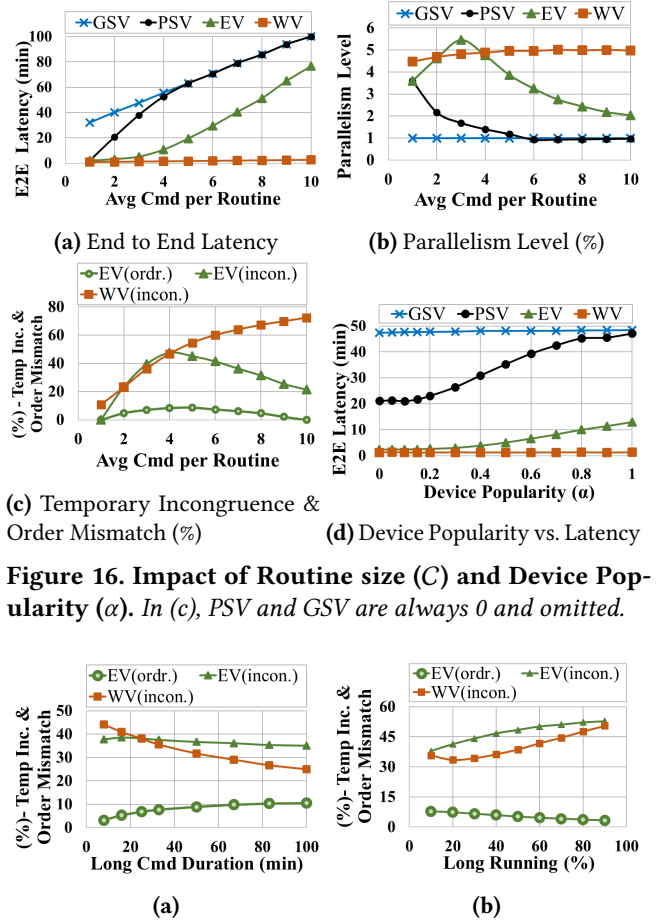 GSV PSV EV WV
E2E Latency (min)
100
80
60
40
20
0
0 2 4 6 8 10
Avg Cmd per Routine
(a) End to End Latency
GSV PSV EV WV
Parallelism Level
6
5
4
3
2
1
0
0 2 4 6 8 10
Avg Cmd per Routine
(b) Parallelism Level (%)
EV(ordr.) EV(incon.)
WV(incon.)
(%) - Temp Inc. &
Order Mismatch
80
60
40
20
0
0 2 4 6 8 10
Avg Cmd per Routine
(c) Temporary Incongruence &
Order Mismatch (%)
GSV PSV EV WV
E2E Latency (min)
50
40
30
20
10
0
0 0.2 0.4 0.6 0.8 1
Device Popularity (α)
(d) Device Popularity vs. Latency
Figure 16. Impact of Routine size (C) and Device Pop-
ularity (α). In (c), PSV and GSV are always 0 and omitted.
EV(ordr.) EV(incon.)
WV(incon.)
(%)- Temp Inc. &
Order Mismatch
50
40
30
20
10
0
0 20 40 60 80 100
Long Cmd Duration (min)
(a)
EV(ordr.) EV(incon.)
WV(incon.)
(%)- Temp Inc. &
Order Mismatch
60
45
30
15
0
0 20 40 60 80 100
Long Running (%)
(b)